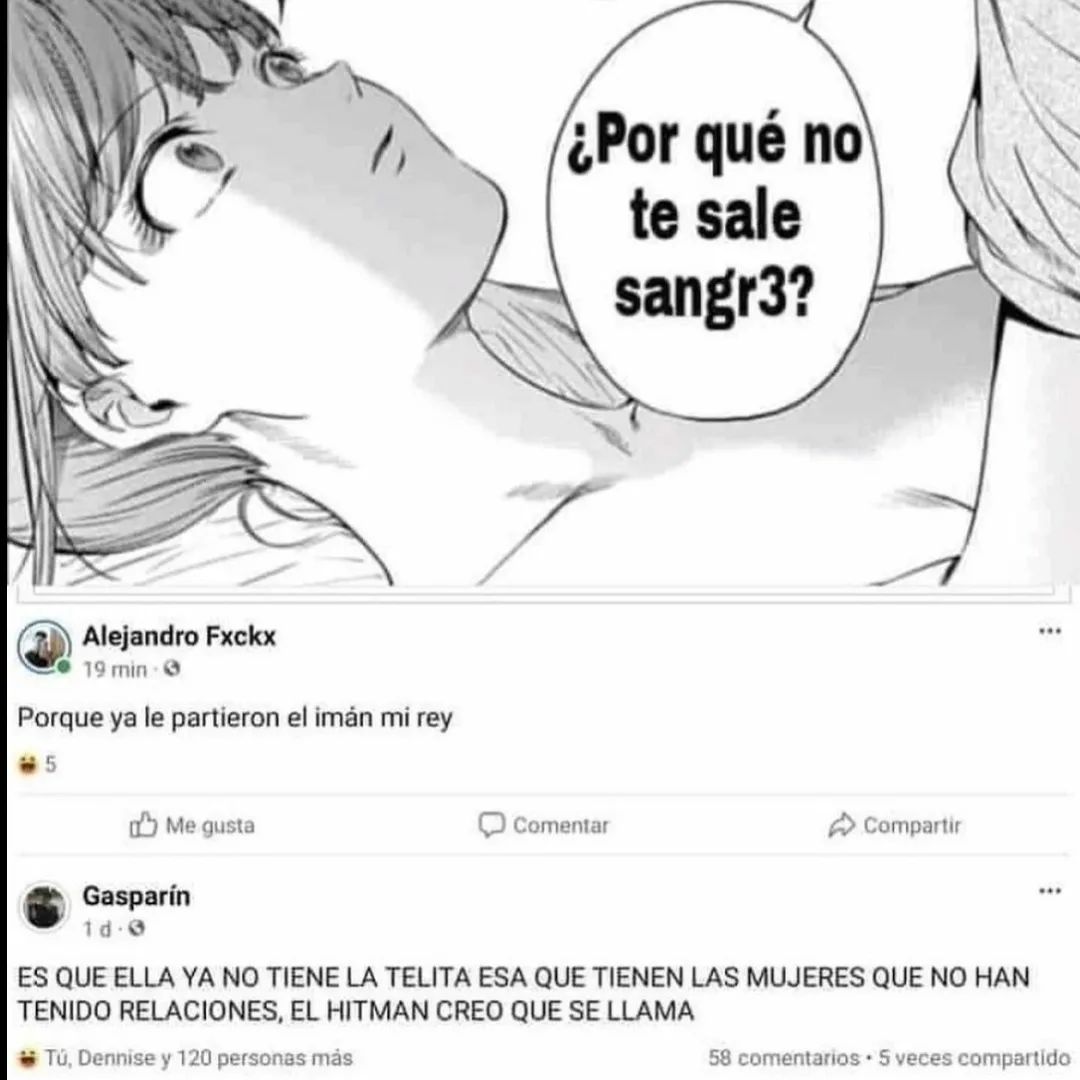 ¿Por qué no
te sale
sangr3?
Alejandro Fxckx
19 min ·
Porque ya le partieron el imán mi rey
5
Me gusta
Comentar
Compartir
Gasparín
1 d ·
ES QUE ELLA YA NO TIENE LA TELITA ESA QUE TIENEN LAS MUJERES QUE NO HAN
TENIDO RELACIONES, EL HITMAN CREO QUE SE LLAMA
Tú, Dennise y 120 personas más
58 comentarios • 5 veces compartido